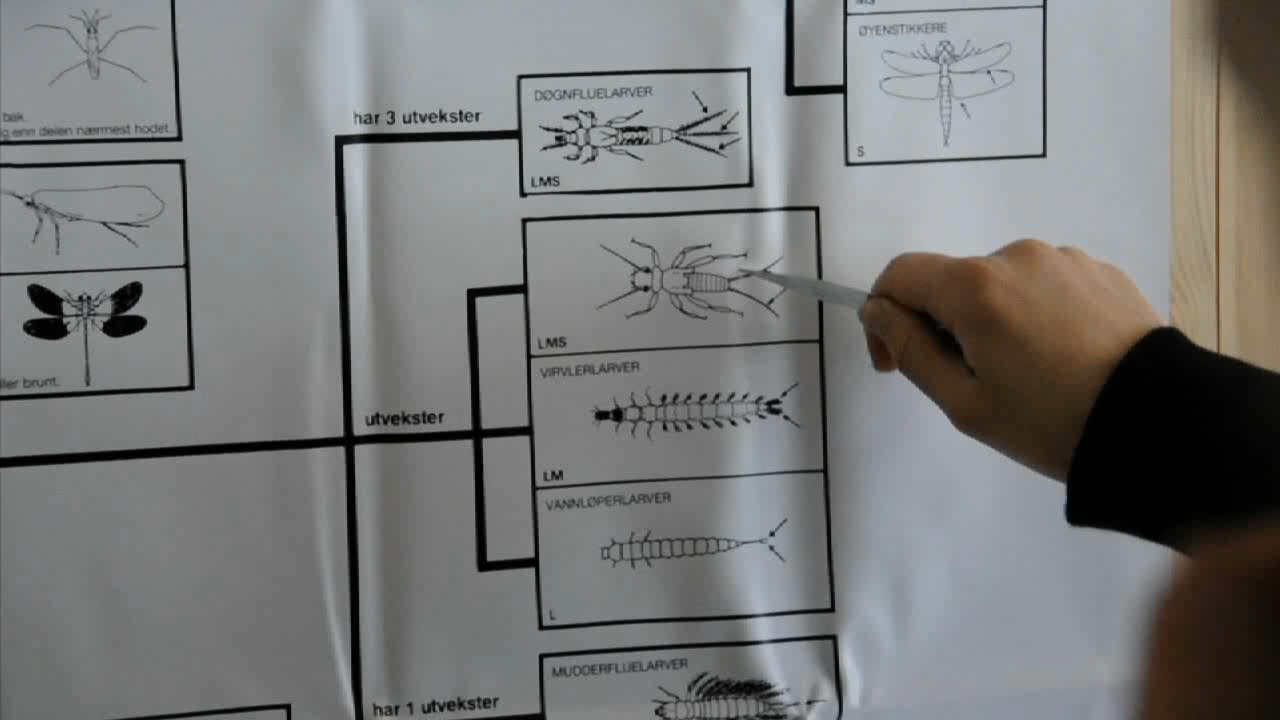 bak.
g enn delen nærmest hodet.
ller brunt.
har 3 utvekster
DØGNFLUELARVER
LMS
MS
ØYENSTIKKERE
S
LMS
utvekster
VIRVLERLARVER
LM
VANNLØPERLARVER
L
har 1 utvekster
MUDDERFLUELARVER